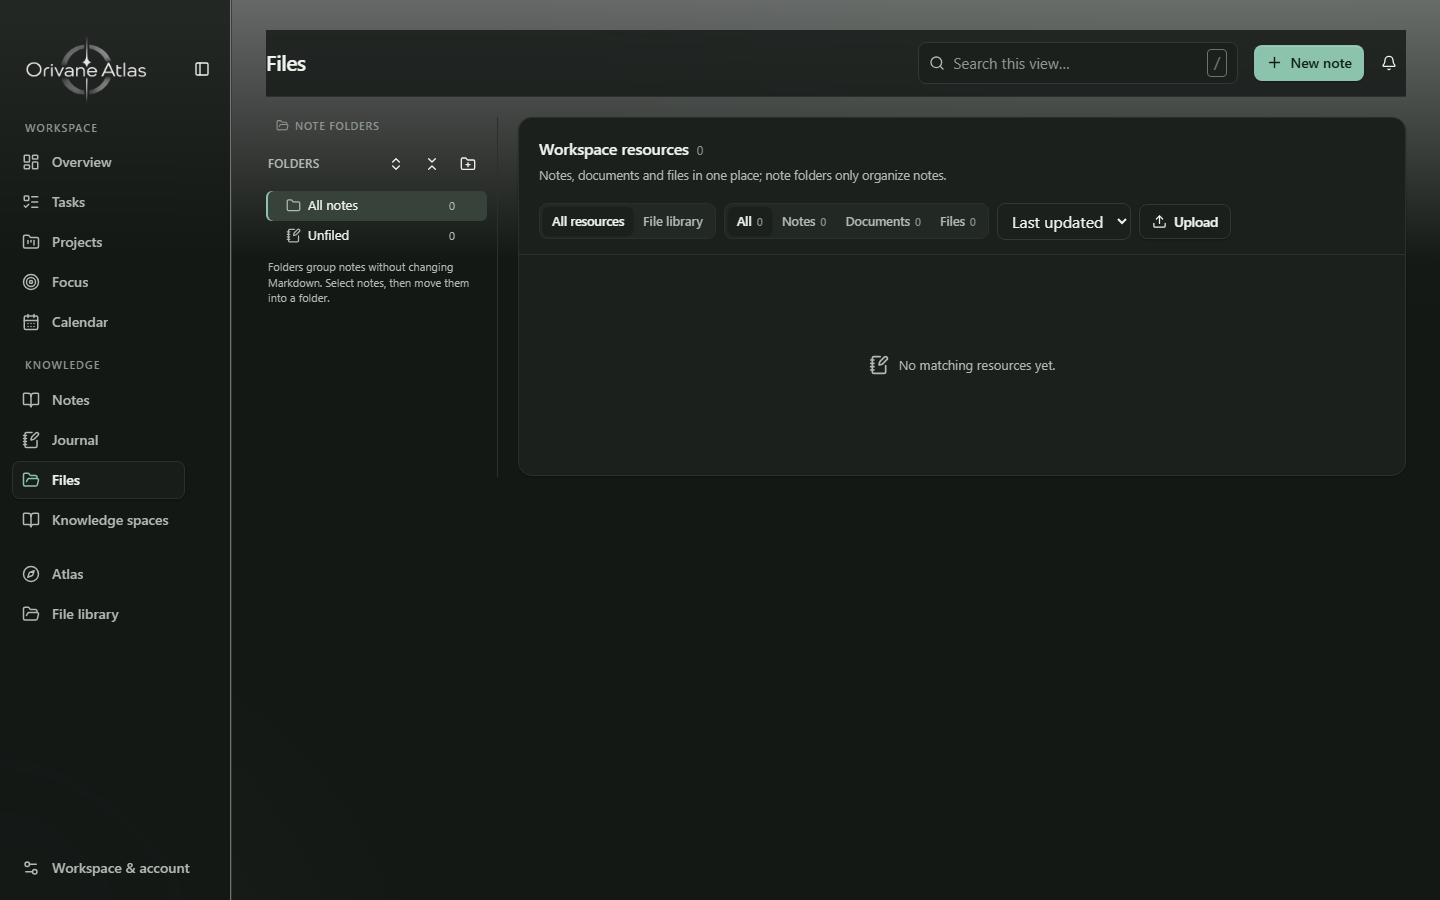 Orivane Atlas
WORKSPACE
Overview
Tasks
Projects
Focus
Calendar
KNOWLEDGE
Notes
Journal
Files
Knowledge spaces
Atlas
File library
Workspace & account
Files
Search this view...
/
New note
NOTE FOLDERS
FOLDERS
All notes 0
Unfiled 0
Folders group notes without changing
Markdown. Select notes, then move them
into a folder.
Workspace resources 0
Notes, documents and files in one place; note folders only organize notes.
All resources File library All 0 Notes 0 Documents 0 Files 0 Last updated Upload
No matching resources yet.